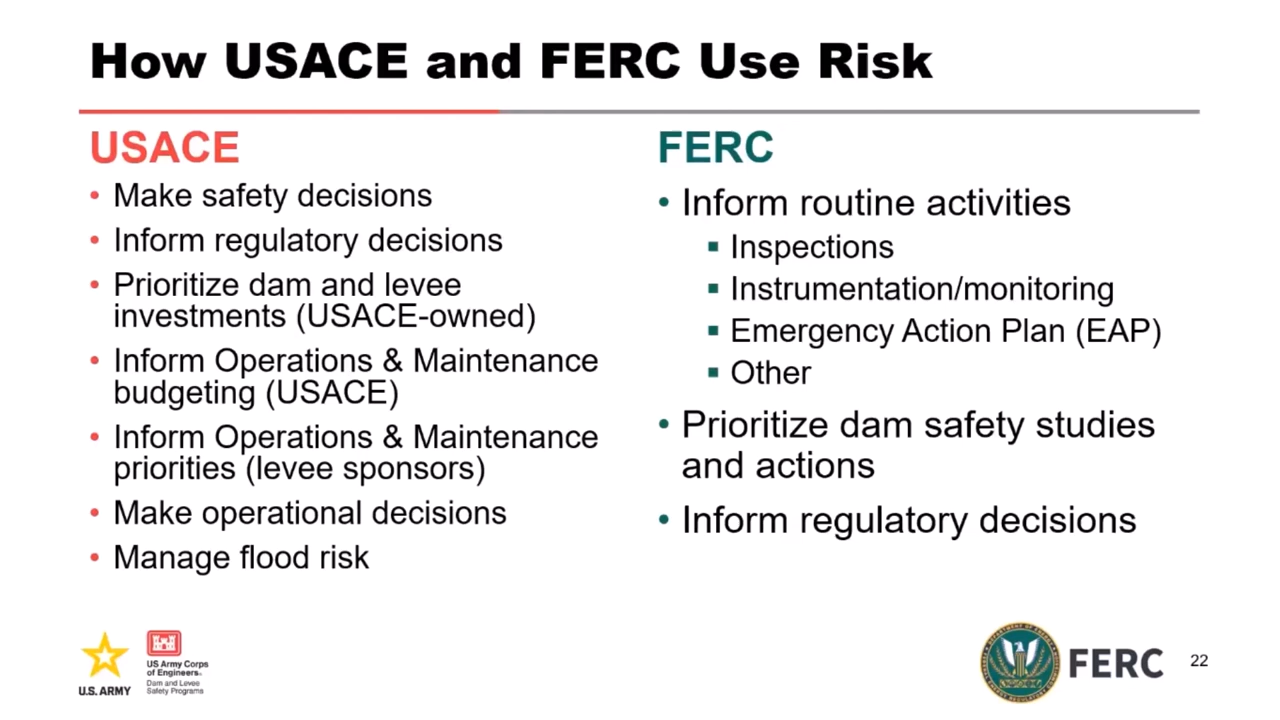 How USACE and FERC Use Risk
USACE
• Make safety decisions
• Inform regulatory decisions
• Prioritize dam and levee
investments (USACE-owned)
• Inform Operations & Maintenance
budgeting (USACE)
• Inform Operations & Maintenance
priorities (levee sponsors)
• Make operational decisions
• Manage flood risk
FERC
• Inform routine activities
▪ Inspections
▪ Instrumentation/monitoring
▪ Emergency Action Plan (EAP)
▪ Other
• Prioritize dam safety studies
and actions
• Inform regulatory decisions
U.S. ARMY
US Army Corps
of Engineers®
Dam and Levee
Safety Programs
FERC
22